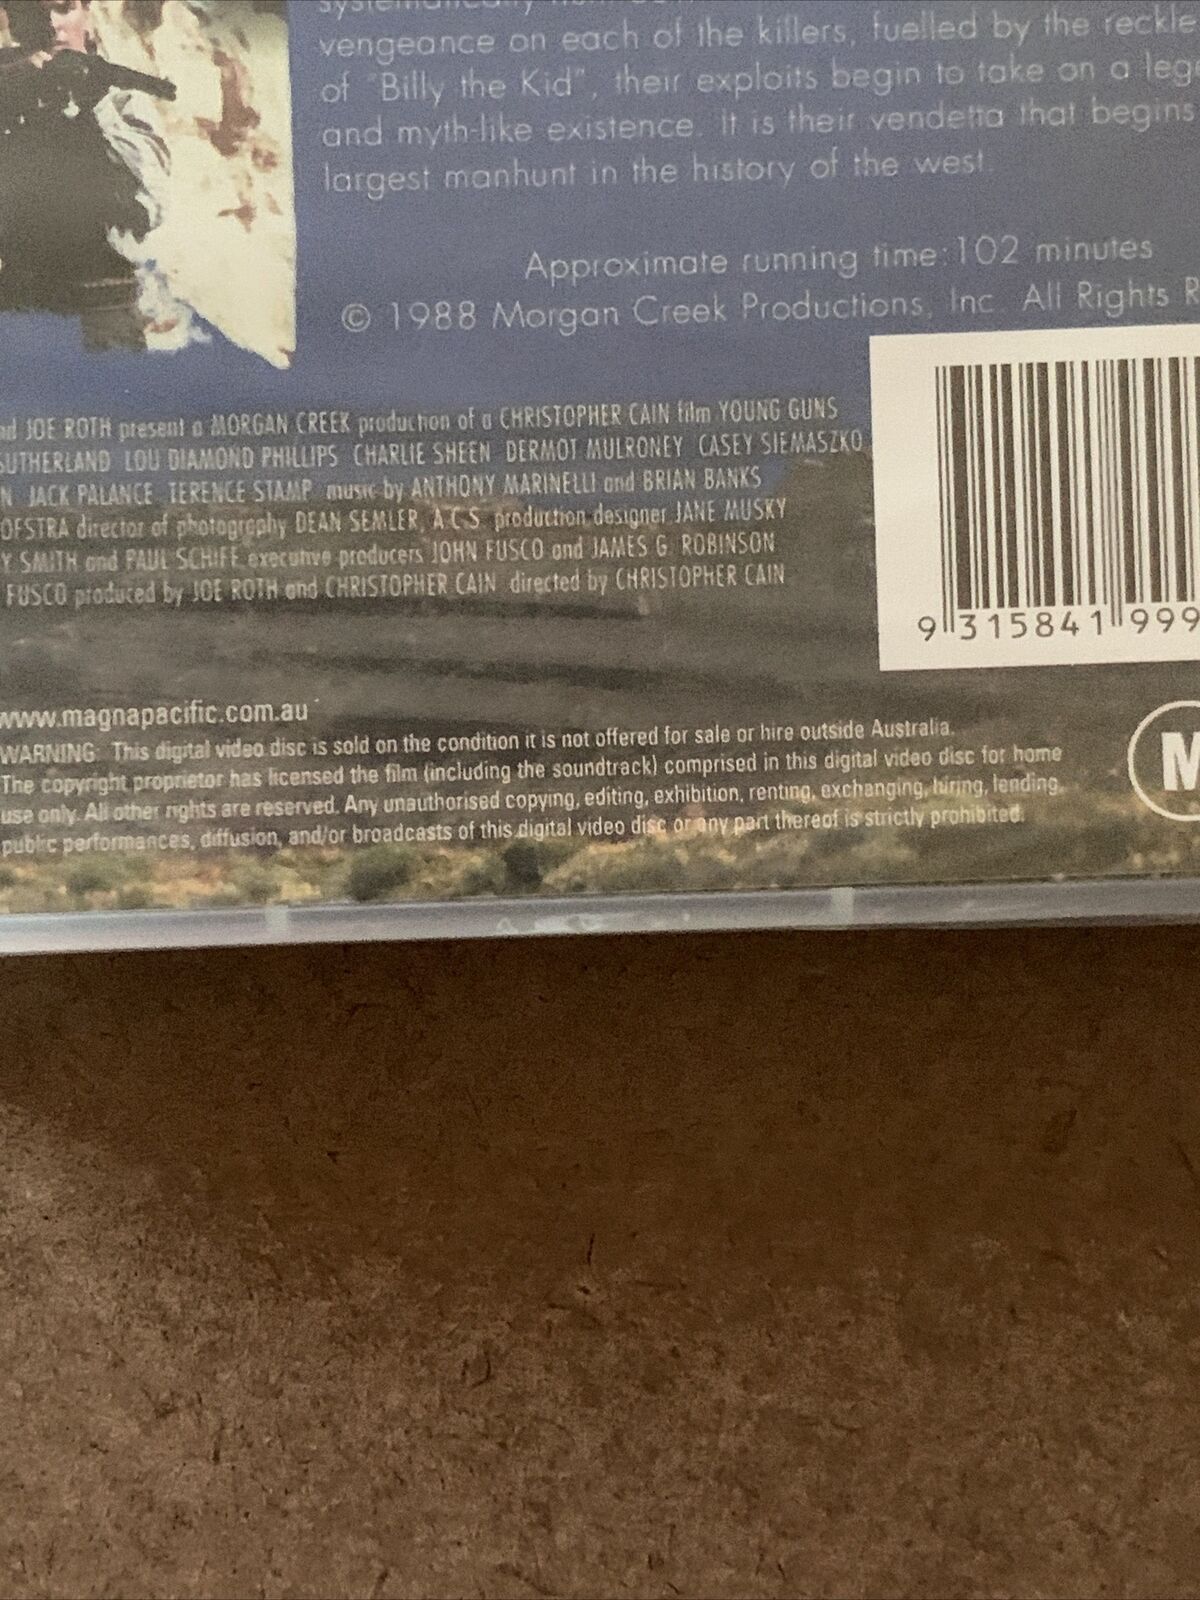 vengeance on each of the killers, fuelled by the
of "Billy the Kid", their exploits begin to take on a
and myth-like existence. It is their vendetta that begins
largest manhunt in the history of the west.
Approximate running time:102 minutes
© 1988 Morgan Creek Productions, Inc. All Rights
JOE ROTH present a MORGAN CREEK production of a CHRISTOPHER CAIN film YOUNG GUNS
SUTHERLAND LOU DIAMOND PHILLIPS CHARLIE SHEEN DERMOT MULRONEY CASEY SIEMASZKO
N JACK PALANCE TERENCE STAMP music by ANTHONY MARINELLI and BRIAN BANKS
OFSTRA director of photography DEAN SEMLER, A.C.S. production designer JANE MUSKY
Y SMITH and PAUL SCHIFF executive producers JOHN FUSCO and JAMES G. ROBINSON
FUSCO produced by JOE ROTH and CHRISTOPHER CAIN directed by CHRISTOPHER CAIN
9 315841 999
www.magnapacific.com.au
WARNING: This digital video disc is sold on the condition it is not offered for sale or hire outside Australia.
The copyright proprietor has licensed the film (including the soundtrack) comprised in this digital video disc for home
use only. All other rights are reserved. Any unauthorised copying, editing, exhibition, renting, exchanging, hiring, lending,
public performances, diffusion, and/or broadcasts of this digital video disc or any part thereof is strictly prohibited.
M